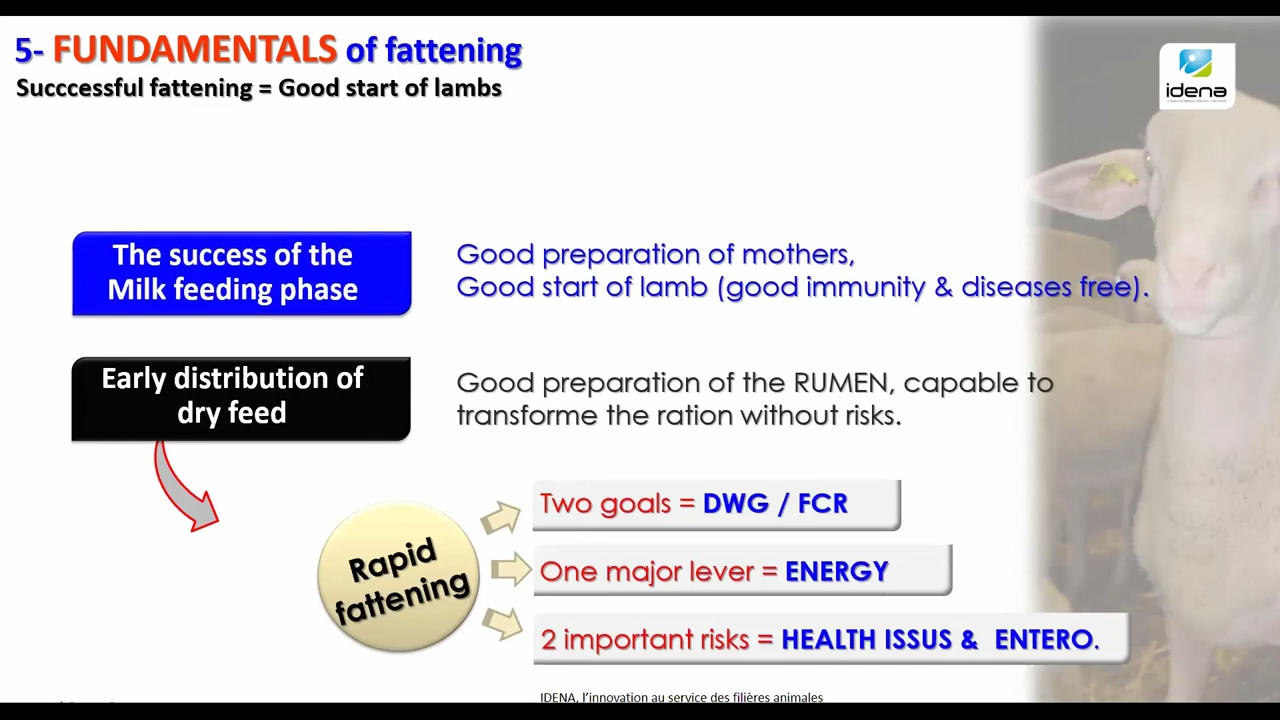 5- FUNDAMENTALS of fattening
Succcessful fattening = Good start of lambs
idena
The success of the
Milk feeding phase
Good preparation of mothers,
Good start of lamb (good immunity & diseases free).
Early distribution of
dry feed
Good preparation of the RUMEN, capable to
transforme the ration without risks.
Rapid
fattening
Two goals = DWG / FCR
One major lever = ENERGY
2 important risks = HEALTH ISSUS & ENTERO.
IDENA, l'innovation au service des filières animales